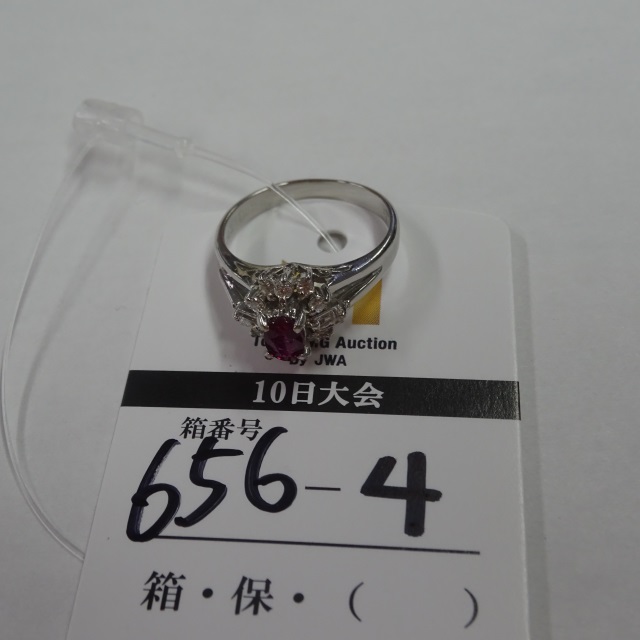 Auction
By JWA
10日大会
箱番号
656-4
箱・保・( )